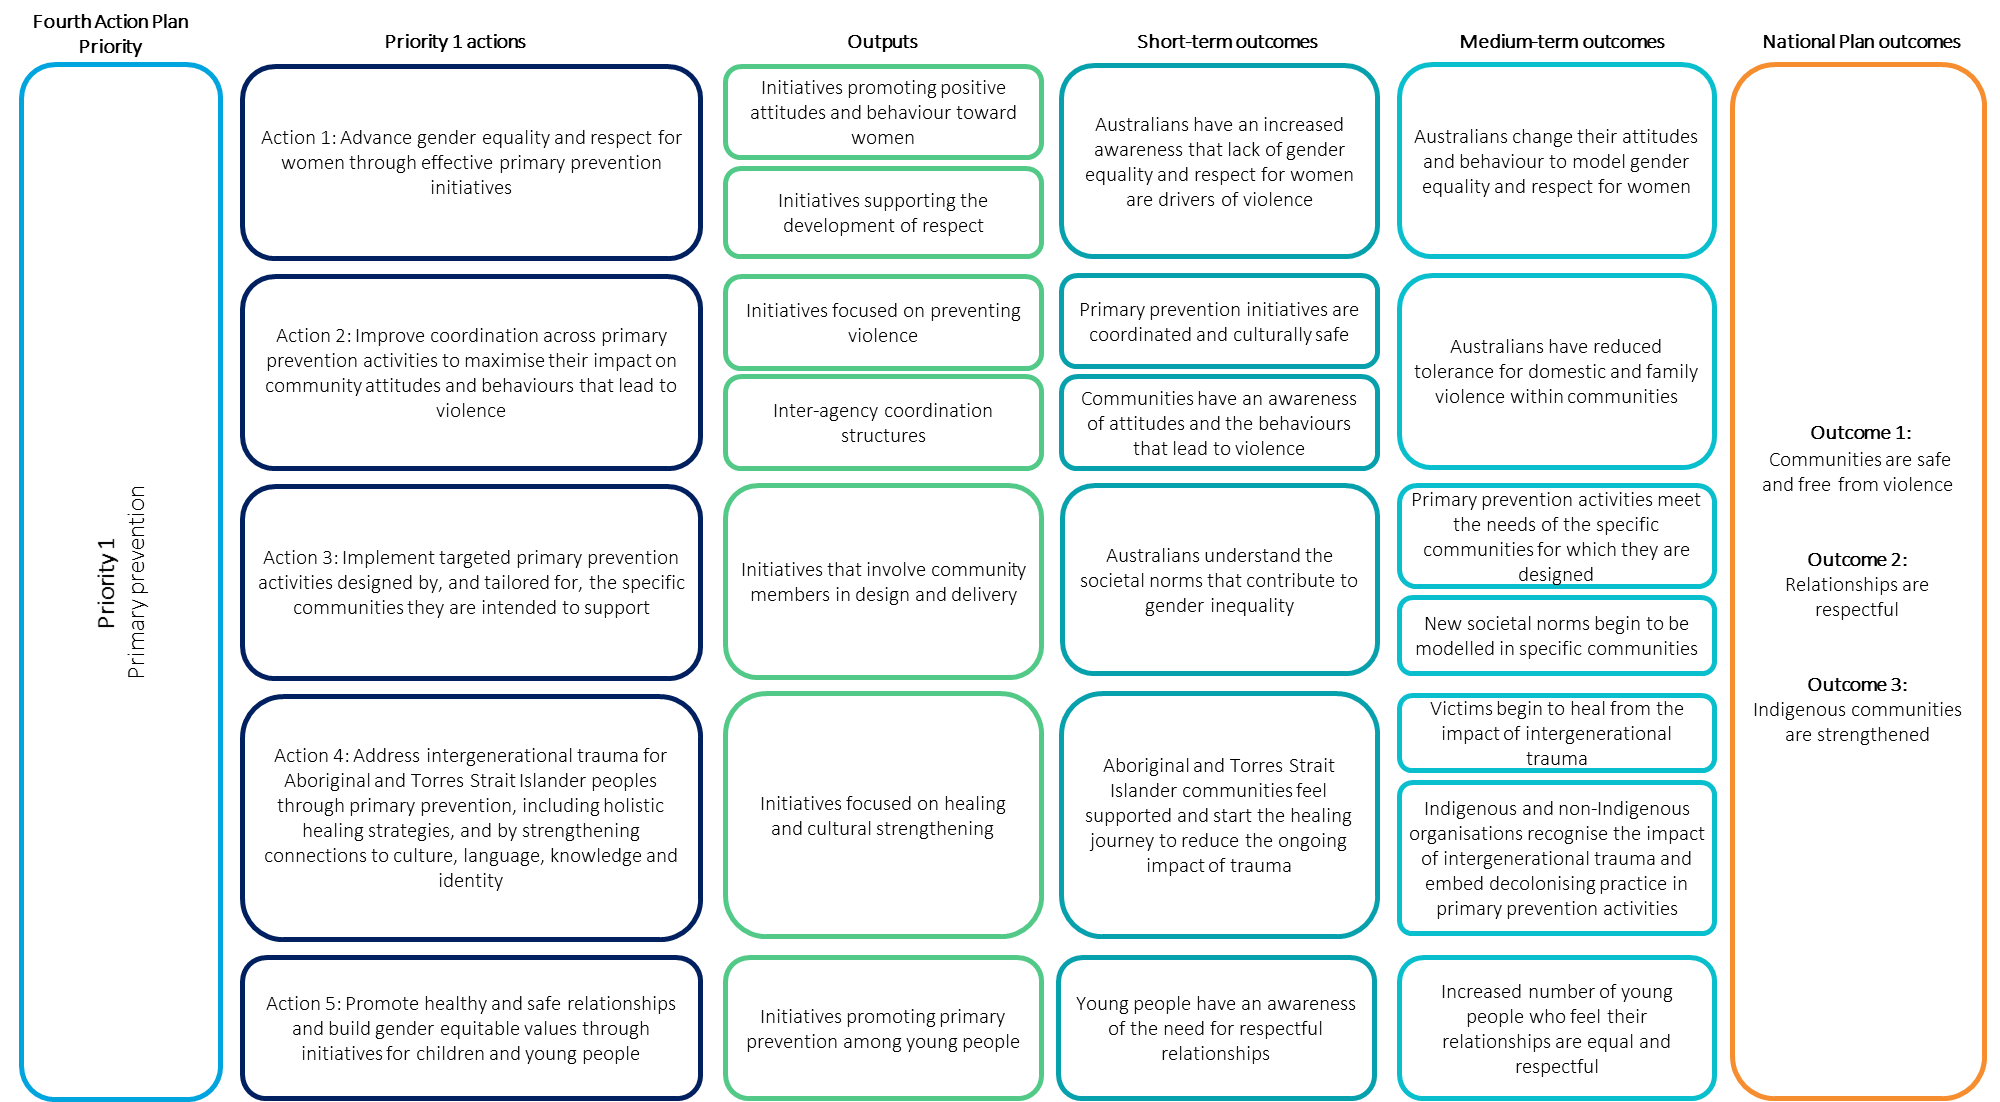 Fourth Action Plan
Priority
Priority 1 actions
Outputs
Short-term outcomes
Medium-term outcomes
National Plan outcomes
Priority 1
Primary prevention
Action 1: Advance gender equality and respect for
women through effective primary prevention
initiatives
Initiatives promoting positive
attitudes and behaviour toward
women
Initiatives supporting the
development of respect
Australians have an increased
awareness that lack of gender
equality and respect for women
are drivers of violence
Australians change their attitudes
and behaviour to model gender
equality and respect for women
Action 2: Improve coordination across primary
prevention activities to maximise their impact on
community attitudes and behaviours that lead to
violence
Initiatives focused on preventing
violence
Inter-agency coordination
structures
Primary prevention initiatives are
coordinated and culturally safe
Communities have an awareness
of attitudes and the behaviours
that lead to violence
Australians have reduced
tolerance for domestic and family
violence within communities
Action 3: Implement targeted primary prevention
activities designed by, and tailored for, the specific
communities they are intended to support
Initiatives that involve community
members in design and delivery
Australians understand the
societal norms that contribute to
gender inequality
Primary prevention activities meet
the needs of the specific
communities for which they are
designed
New societal norms begin to be
modelled in specific communities
Action 4: Address intergenerational trauma for
Aboriginal and Torres Strait Islander peoples
through primary prevention, including holistic
healing strategies, and by strengthening
connections to culture, language, knowledge and
identity
Initiatives focused on healing
and cultural strengthening
Aboriginal and Torres Strait
Islander communities feel
supported and start the healing
journey to reduce the ongoing
impact of trauma
Victims begin to heal from the
impact of intergenerational
trauma
Indigenous and non-Indigenous
organisations recognise the impact
of intergenerational trauma and
embed decolonising practice in
primary prevention activities
Action 5: Promote healthy and safe relationships
and build gender equitable values through
initiatives for children and young people
Initiatives promoting primary
prevention among young people
Young people have an awareness
of the need for respectful
relationships
Increased number of young
people who feel their
relationships are equal and
respectful
Outcome 1:
Communities are safe
and free from violence
Outcome 2:
Relationships are
respectful
Outcome 3:
Indigenous communities
are strengthened